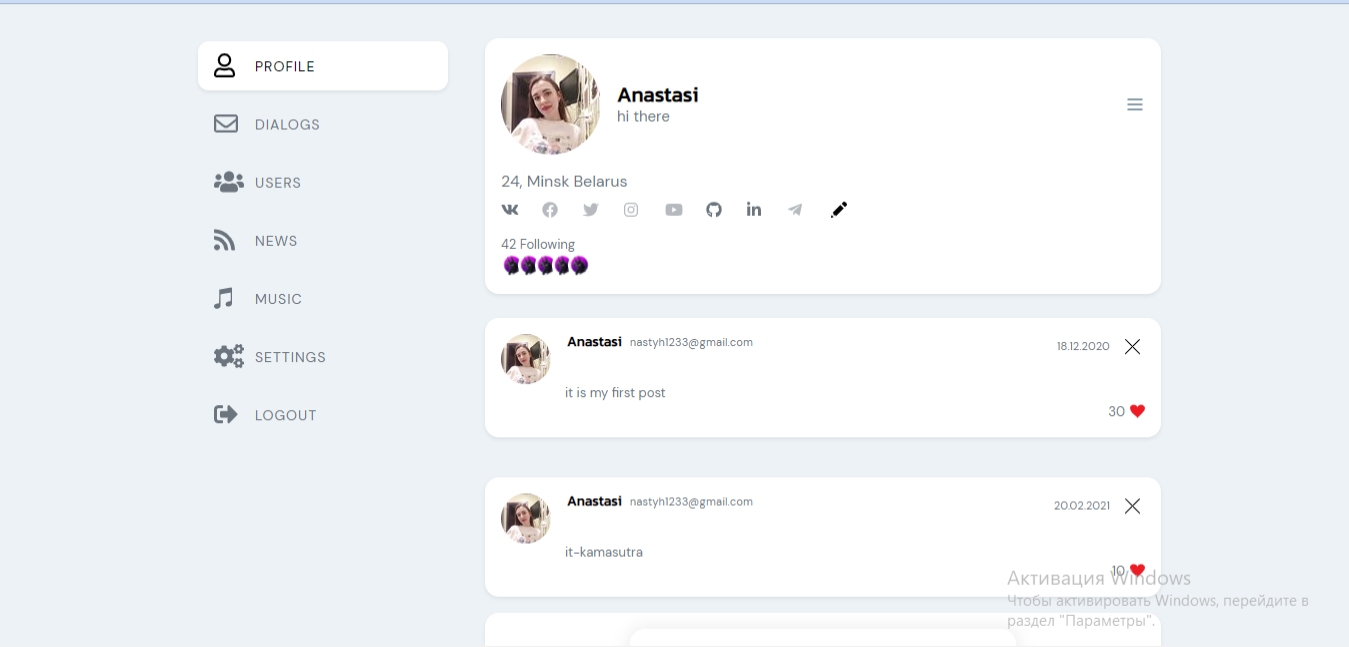 PROFILE
DIALOGS
USERS
NEWS
MUSIC
SETTINGS
LOGOUT
Anastasi
hi there
24, Minsk Belarus
42 Following
Anastasi nastyh1233@gmail.com 18.12.2020
it is my first post
30
Anastasi nastyh1233@gmail.com 20.02.2021
it-kamasutra
10
Активация Windows
Чтобы активировать Windows, перейдите в
раздел "Параметры".